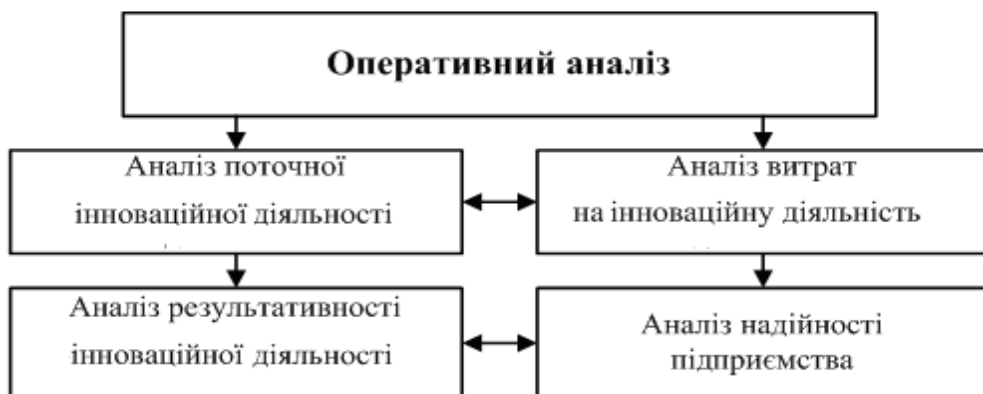 Оперативний аналіз
Аналіз поточної
інноваційної діяльності
Аналіз витрат
на інноваційну діяльність
Аналіз результативності
інноваційної діяльності
Аналіз надійності
підприємства